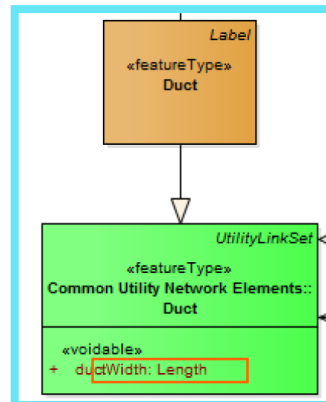 Label
«featureType»
Duct
UtilityLinkSet
«featureType»
Common Utility Network Elements::
Duct
«voidable»
+ ductWidth: Length